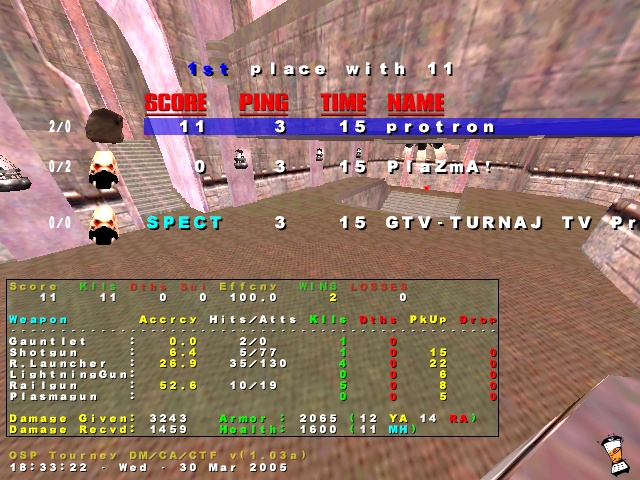 1st place with 11
SCORE PING TIME NAME
2/0 11 3 15 protron
0/2 0 3 15 PlaZmA!
0/0 SPECT 3 15 GTV-TURNAJ TV Pr
Score Klls Dths Sui Effcny WINS LOSSES
11 11 0 0 100.0 2 0
Weapon Accrcy Hits/Atts Klls Dths PkUp Drop
Gauntlet : 0.0 2/0 1 0
Shotgun : 6.4 5/77 1 0 15 0
R.Launcher : 26.9 35/130 4 0 22 0
LightningGun: 0 0 6 0
Railgun : 52.6 10/19 5 0 8 0
Plasmagun : 0 0 5 0
Damage Given: 3243 Armor : 2065 (12 YA 14 RA)
Damage Recvd: 1459 Health: 1600 (11 MH)
OSP Tourney DM/CA/CTF v(1.03a)
18:33:22 - Wed - 30 Mar 2005